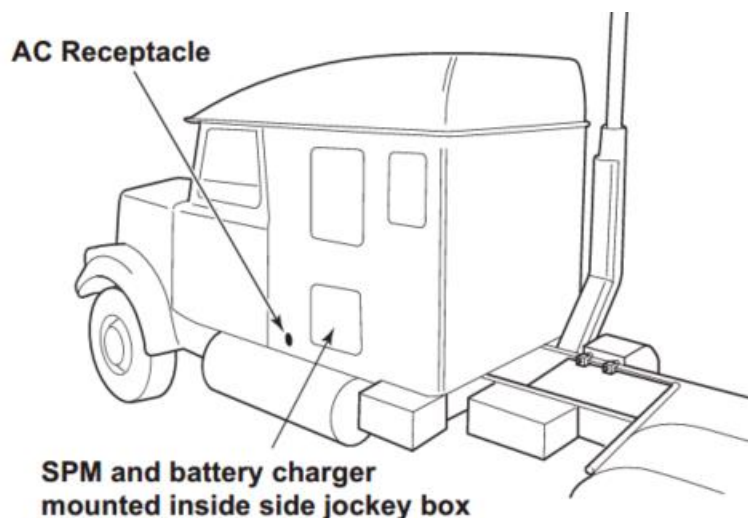 AC Receptacle
SPM and battery charger
mounted inside side jockey box